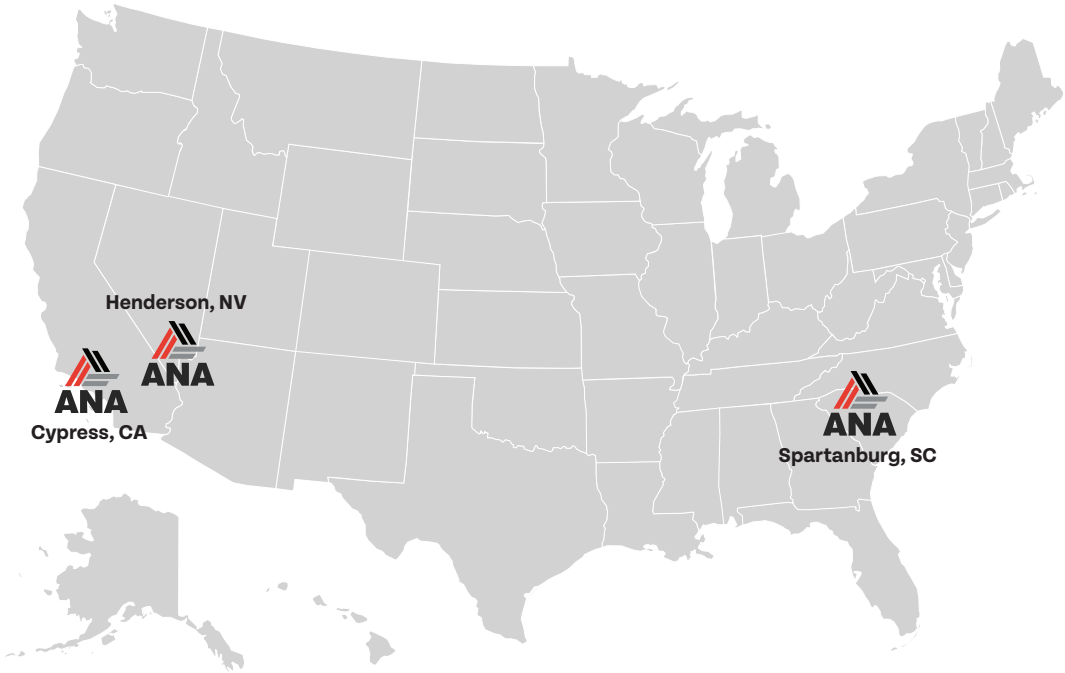 Henderson, NV
ANA
ANA
Cypress, CA
ANA
Spartanburg, SC